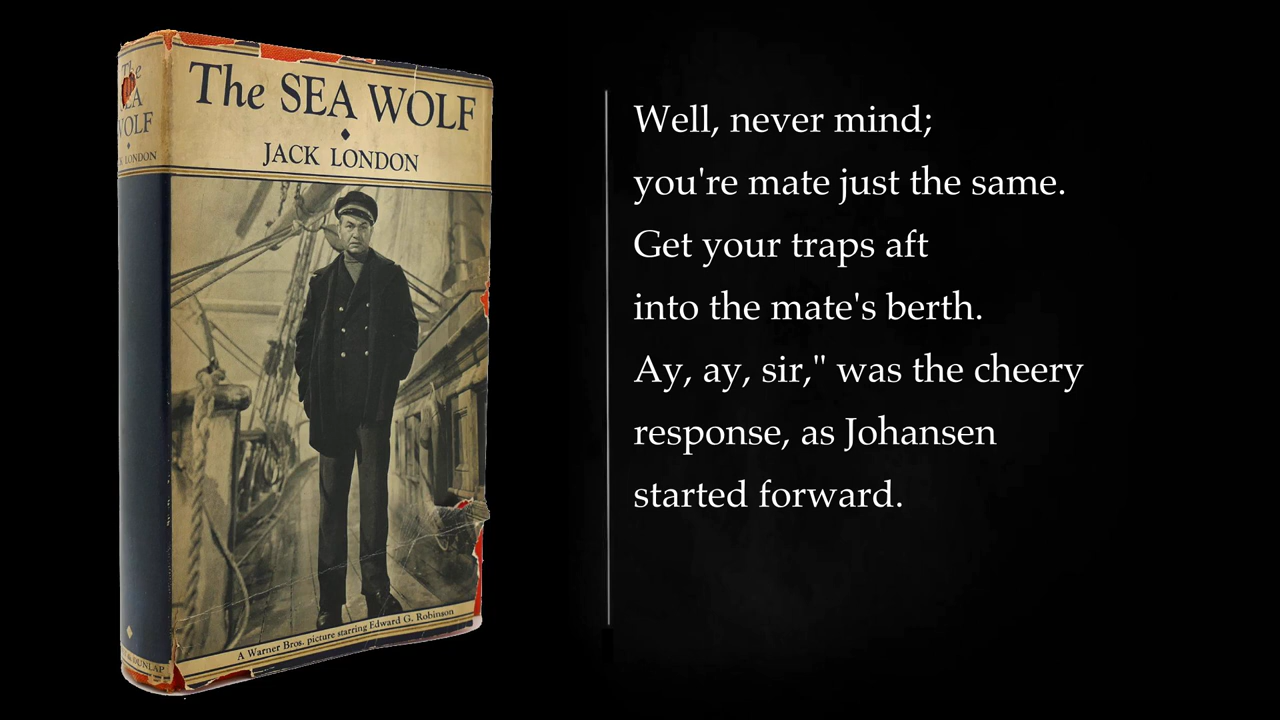 The
SEA
WOLF
LONDON
DUNLAP
The SEA WOLF
JACK LONDON
A Warner Bros. picture starring Edward G. Robinson
Well, never mind;
you're mate just the same.
Get your traps aft
into the mate's berth.
Ay, ay, sir," was the cheery
response, as Johansen
started forward.